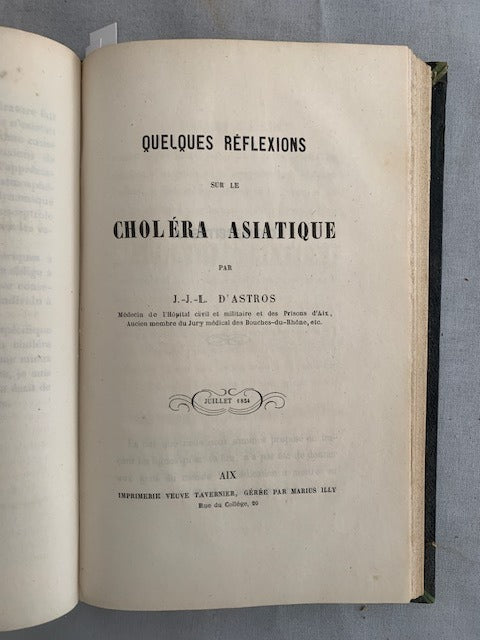 QUELQUES RÉFLEXIONS
SUR LE
CHOLÉRA ASIATIQUE
PAR
J.-J.-L. D'ASTROS
Médecin de l'Hôpital civil et militaire et des Prisons d'Aix,
Ancien membre du Jury médical des Bouches-du-Rhône, etc.
JUILLET 1854
AIX
IMPRIMERIE VEUVE TAVERNIER, GÉRÉE PAR MARIUS ILLY
Rue du Collège, 20